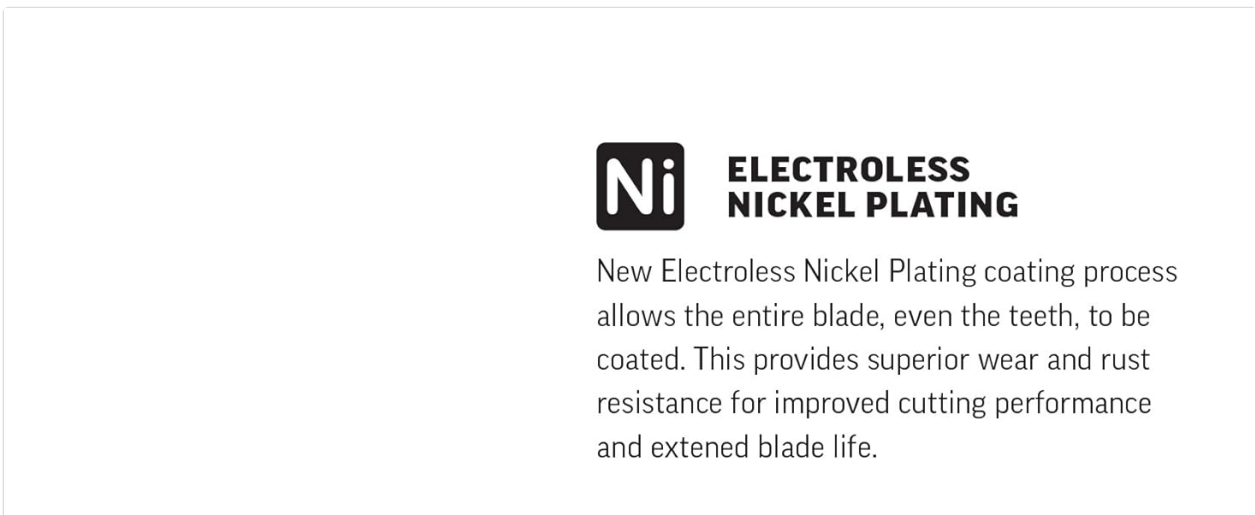 Ni
ELECTROLESS
NICKEL PLATING
New Electroless Nickel Plating coating process
allows the entire blade, even the teeth, to be
coated. This provides superior wear and rust
resistance for improved cutting performance
and extened blade life.